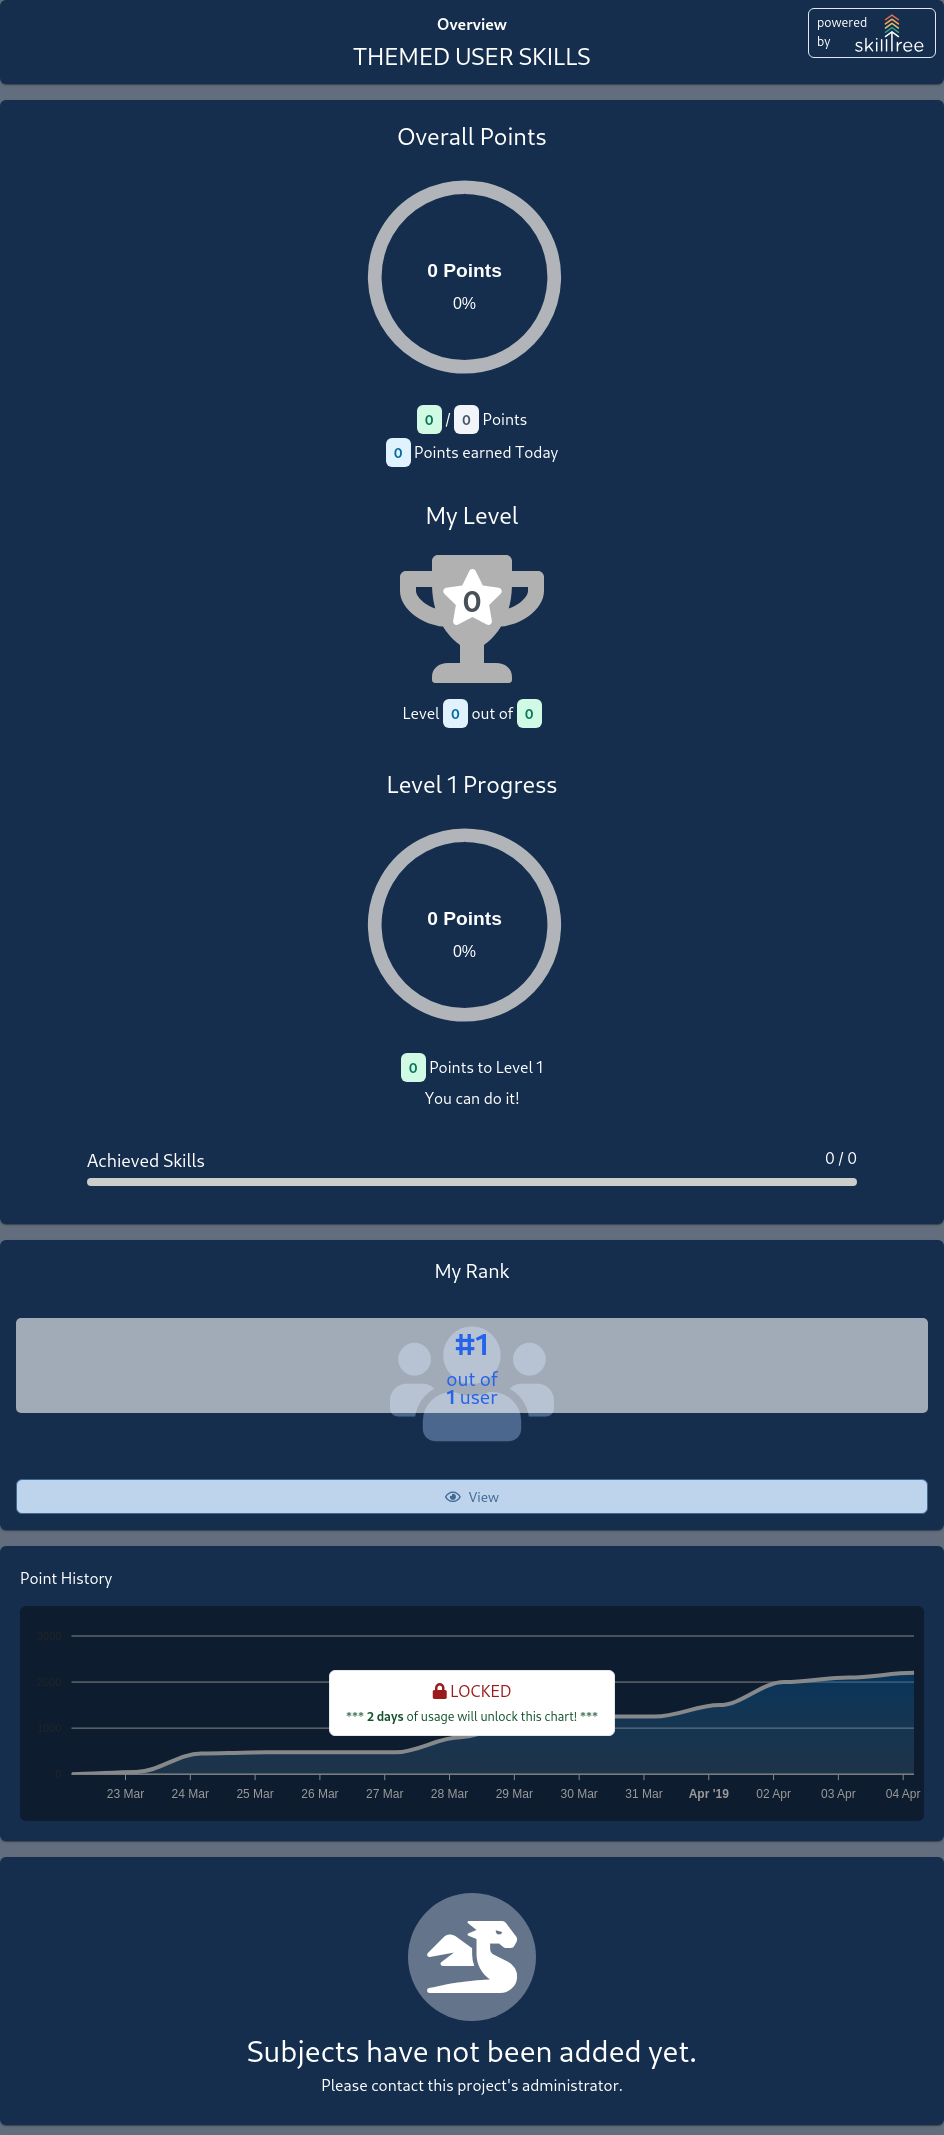 Overview
THEMED USER SKILLS
powered
by
skilltree
Overall Points
0 Points
0%
0 / 0 Points
0 Points earned Today
My Level
0
Level 0 out of 0
Level 1 Progress
0 Points
0%
0 Points to Level 1
You can do it!
Achieved Skills
0 / 0
My Rank
#1
out of
1 user
View
Point History
3000
2000
1000
0
LOCKED
*** 2 days of usage will unlock this chart! ***
23 Mar 24 Mar 25 Mar 26 Mar 27 Mar 28 Mar 29 Mar 30 Mar 31 Mar Apr '19 02 Apr 03 Apr 04 Apr
Subjects have not been added yet.
Please contact this project's administrator.